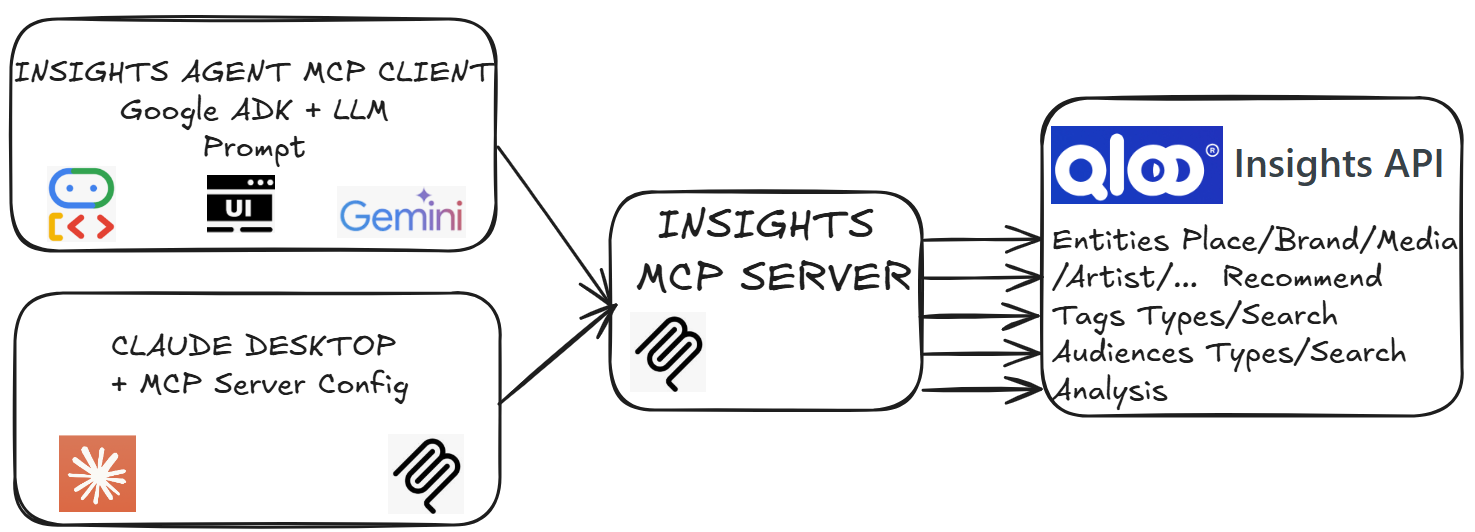 INSIGHTS AGENT MCP CLIENT
Google ADK + LLM
Prompt
UI
Gemini
CLAUDE DESKTOP
+ MCP Server Config
INSIGHTS
MCP SERVER
qloo® Insights API
Entities Place/Brand/Media
/Artist/... Recommend
Tags Types/Search
Audiences Types/Search
Analysis